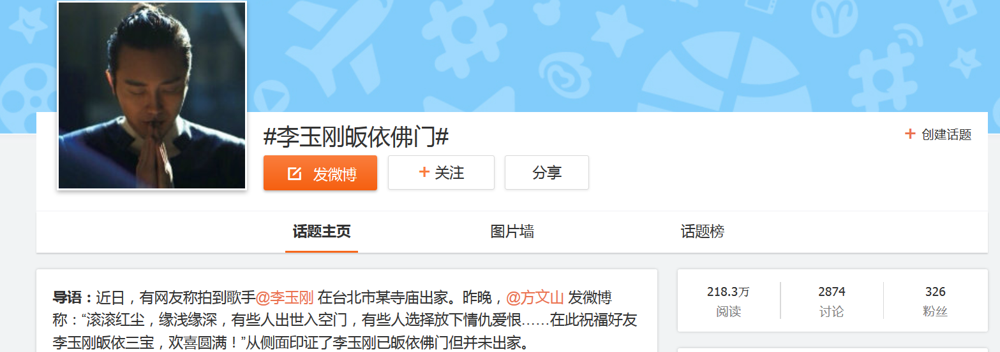 #李玉刚皈依佛门#
+ 创建话题
发微博
+ 关注
分享
话题主页
图片墙
话题榜
导语：近日，有网友称拍到歌手@李玉刚 在台北市某寺庙出家。昨晚，@方文山 发微博
称：“滚滚红尘，缘浅缘深，有些人出世入空门，有些人选择放下情仇爱恨……在此祝福好友
李玉刚皈依三宝，欢喜圆满！”从侧面印证了李玉刚已皈依佛门但并未出家。
218.3万
阅读
2874
讨论
326
粉丝